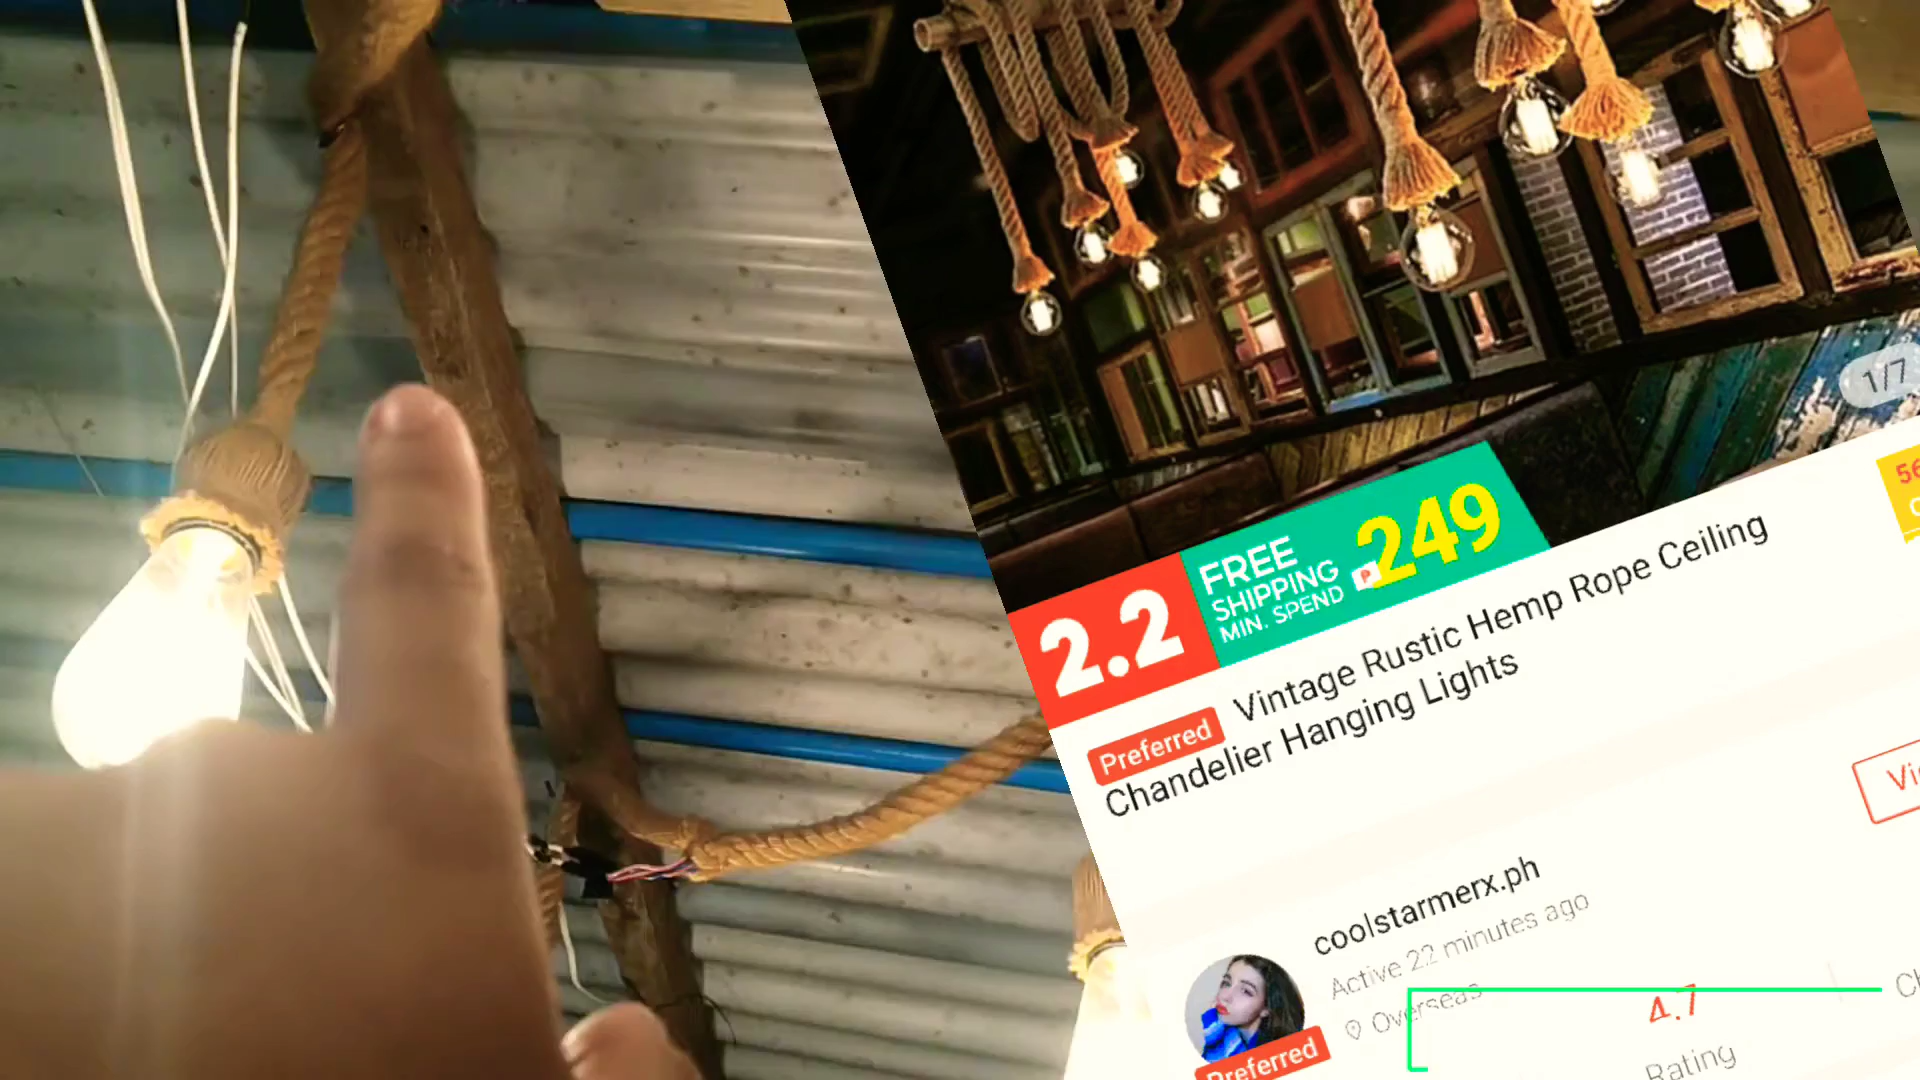 1/7
2.2
FREE
SHIPPING
MIN. SPEND
₱249
56
Preferred Vintage Rustic Hemp Rope Ceiling
Chandelier Hanging Lights
coolstarmerx.ph
Active 22 minutes ago
Overseas
Preferred
4.7
Rating